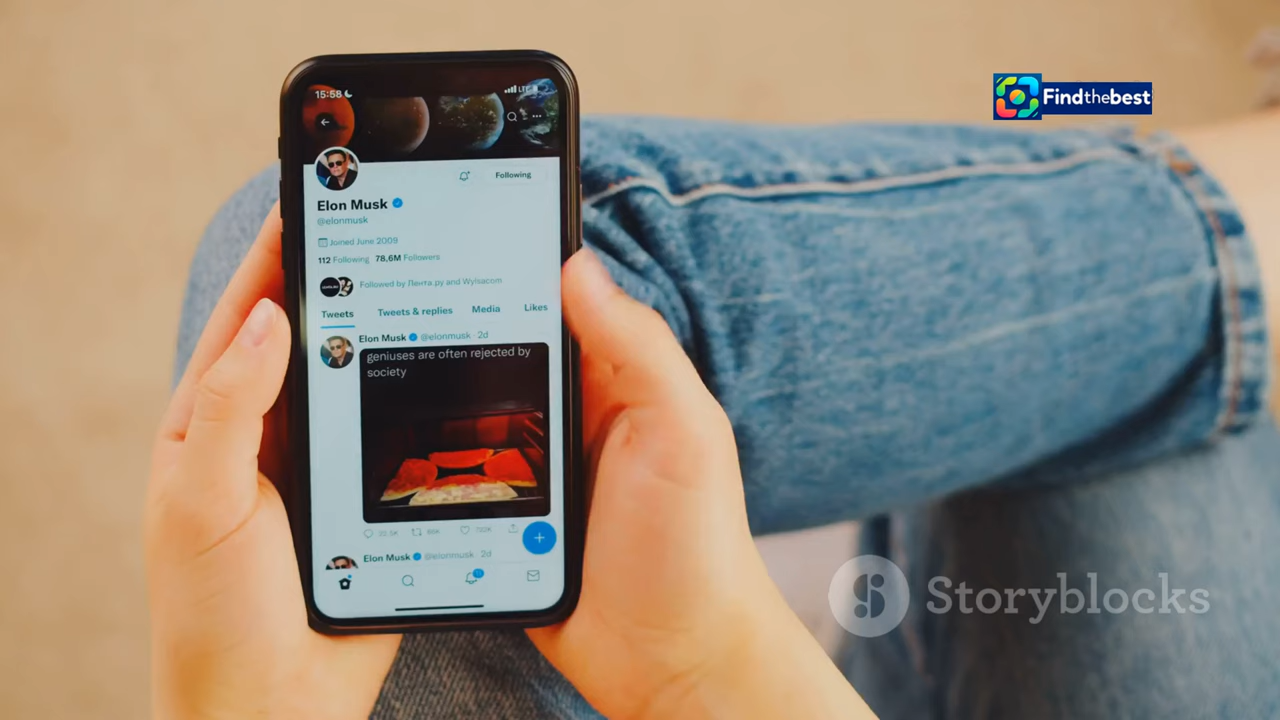 15:58
LTE
Following
Elon Musk
@elonmusk
Joined June 2009
112 Following 78,6M Followers
Followed by Лента.ру and Wylsacom
Tweets Tweets & replies Media Likes
Elon Musk @elonmusk · 2d
geniuses are often rejected by
society
Elon Musk @elonmusk · 2d
Findthebest
Storyblocks